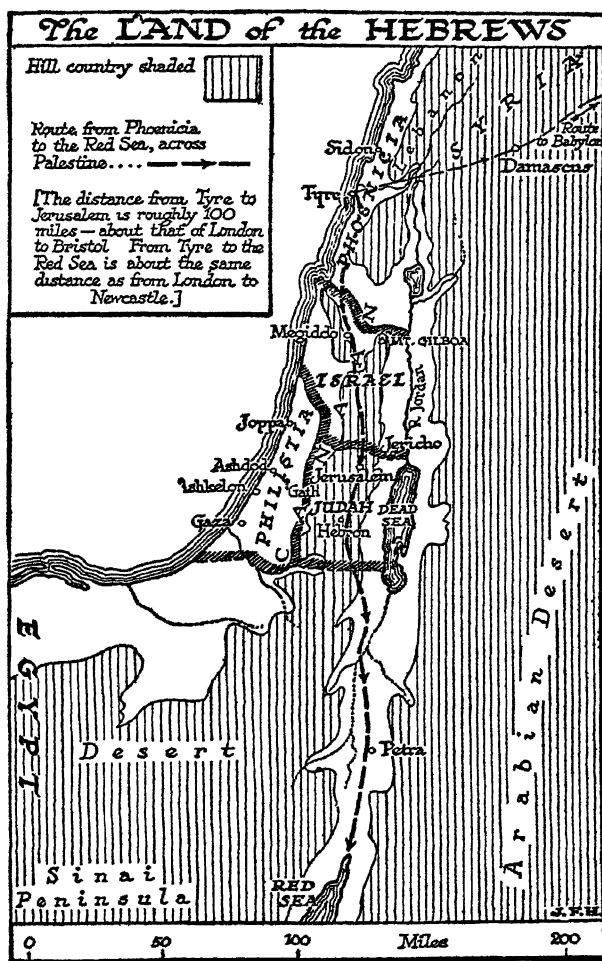 The LAND of the HEBREWS
Hill country shaded
Route from Phoenicia
to the Red Sea, across
Palestine....
[The distance from Tyre to
Jerusalem is roughly 100
miles — about that of London
to Bristol From Tyre to the
Red Sea is about the same
distance as from London to
Newcastle.]
Lebanon
SYRIA
Sidon
PHOENICIA
Route
to Babylon
Damascus
Tyre
Megiddo
MT. GILBOA
CANAAN
ISRAEL
R. Jordan
Joppa
PHILISTIA
Jericho
Ashdod
Jerusalem
Ishkelon
Gath
JUDAH
DEAD
SEA
Gaza
Hebron
EGYPT
Desert
Petra
Arabian Desert
Sinai
Peninsula
RED
SEA
J.F.H.
0 100 Miles 200